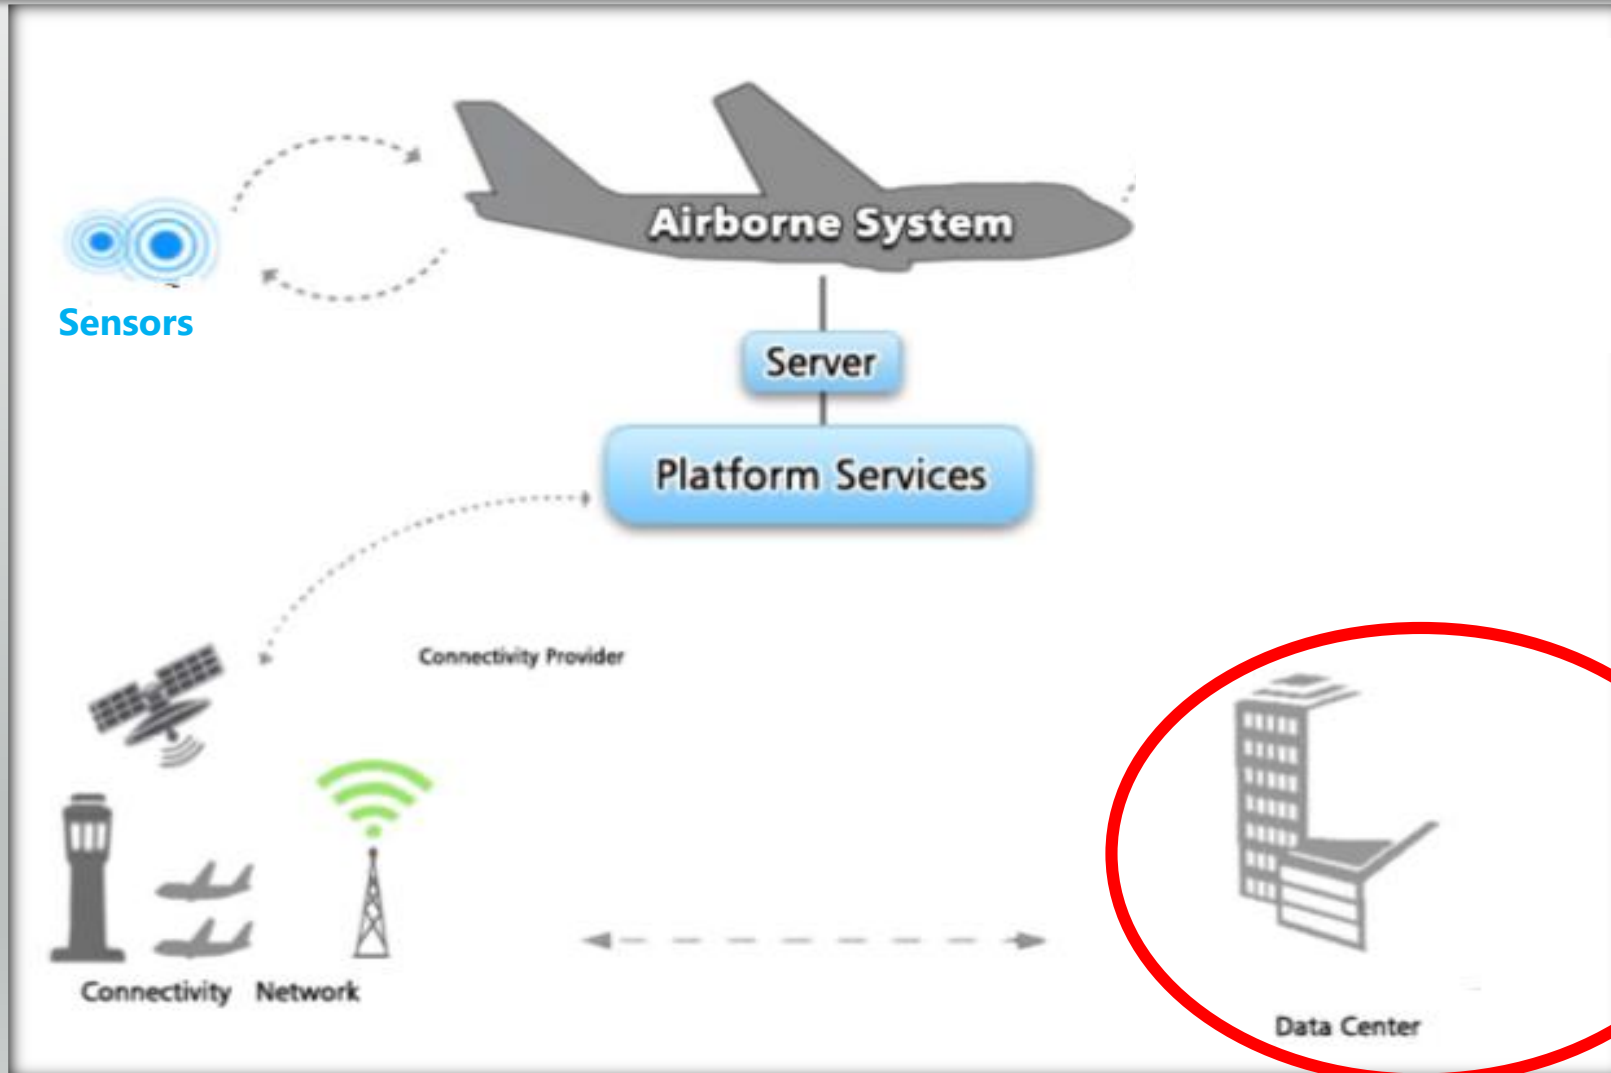 Airborne System
Sensors
Server
Platform Services
Connectivity Provider
Connectivity Network
Data Center